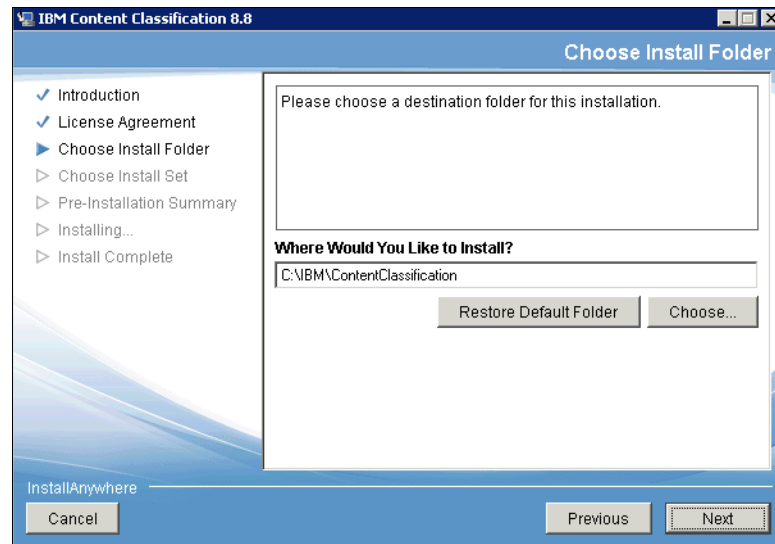 IBM Content Classification 8.8
Choose Install Folder
Introduction
License Agreement
Choose Install Folder
Choose Install Set
Pre-Installation Summary
Installing...
Install Complete
Please choose a destination folder for this installation.
Where Would You Like to Install?
C:\IBM\ContentClassification
Restore Default Folder
Choose...
InstallAnywhere
Cancel
Previous
Next